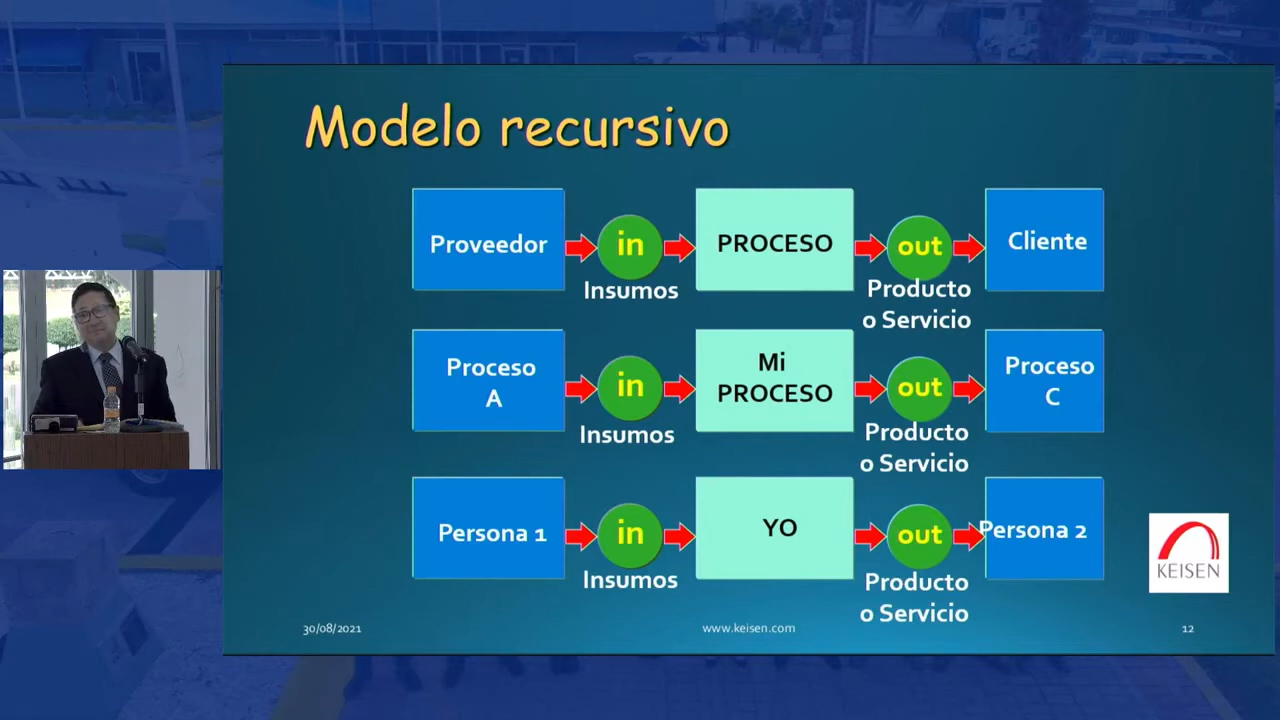 Modelo recursivo
Proveedor
in
Insumos
PROCESO
out
Producto
o Servicio
Cliente
Proceso
A
in
Insumos
Mi
PROCESO
out
Producto
o Servicio
Proceso
C
Persona 1
in
Insumos
YO
out
Producto
o Servicio
Persona 2
KEISEN
30/08/2021
www.keisen.com
12